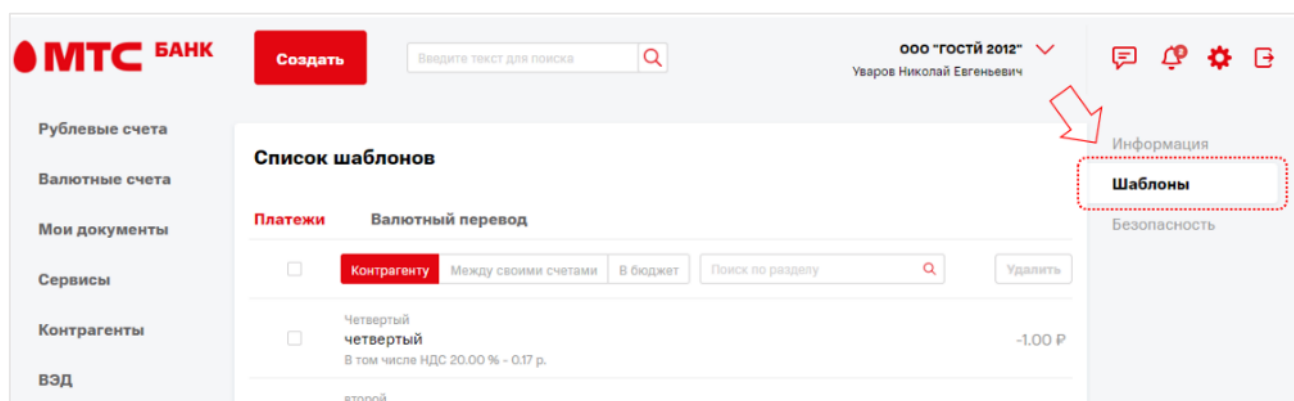 МТС БАНК
Создать
Введите текст для поиска
ООО "ГОСТЙ 2012"
Уваров Николай Евгеньевич
Рублевые счета
Валютные счета
Мои документы
Сервисы
Контрагенты
ВЭД
Список шаблонов
Платежи Валютный перевод
Контрагенту Между своими счетами В бюджет Поиск по разделу Удалить
Четвертый
четвертый -1.00 ₽
В том числе НДС 20.00 % - 0.17 р.
второй
Информация
Шаблоны
Безопасность